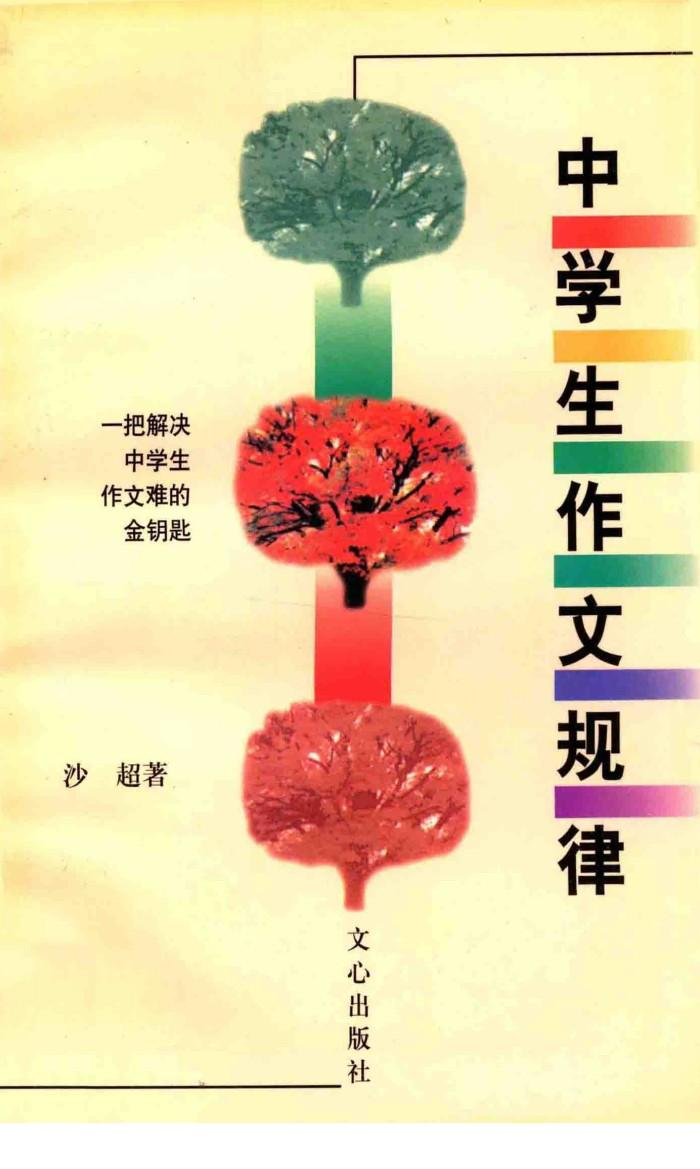 中学生作文规律
一把解决
中学生
作文难的
金钥匙
沙 超著
文心出版社